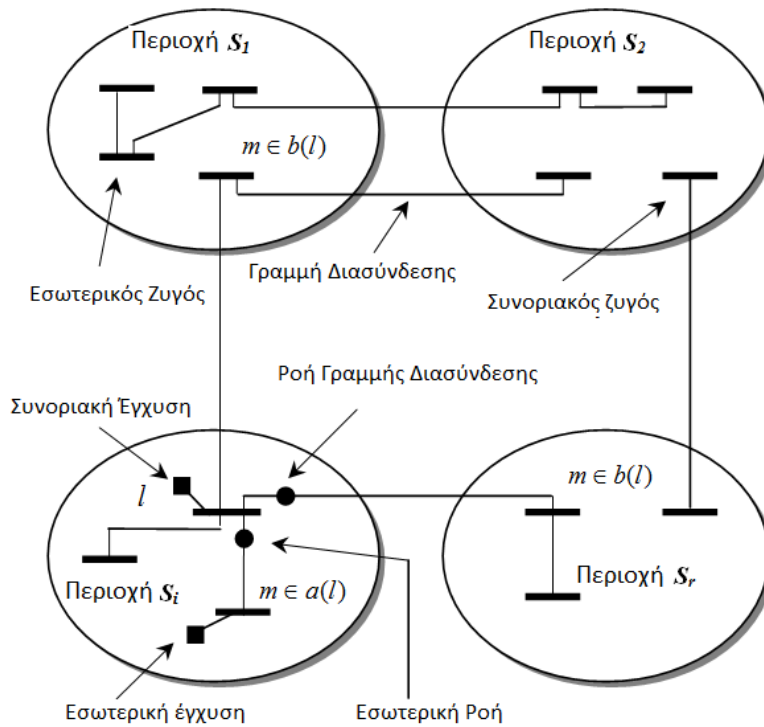 Περιοχή S₁
Περιοχή S₂
m ∈ b(l)
Γραμμή Διασύνδεσης
Εσωτερικός Ζυγός
Συνοριακός ζυγός
Ροή Γραμμής Διασύνδεσης
Συνοριακή Έγχυση
l
m ∈ b(l)
Περιοχή Sᵢ
m ∈ a(l)
Περιοχή Sᵣ
Εσωτερική έγχυση
Εσωτερική Ροή